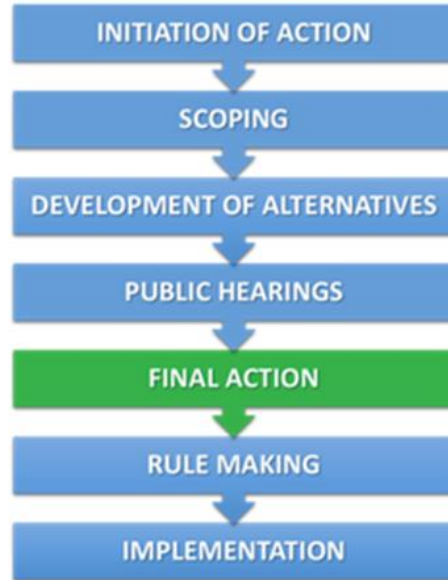 INITIATION OF ACTION
SCOPING
DEVELOPMENT OF ALTERNATIVES
PUBLIC HEARINGS
FINAL ACTION
RULE MAKING
IMPLEMENTATION